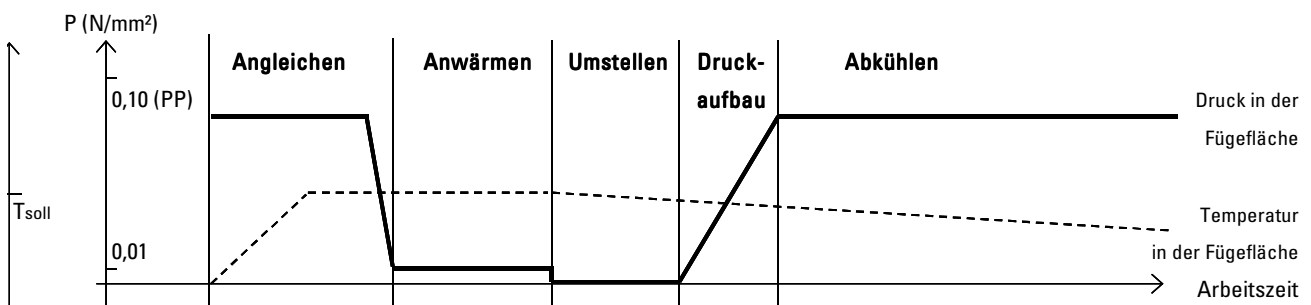 P (N/mm²)
Angleichen
Anwärmen
Umstellen
Druck-
aufbau
Abkühlen
0,10 (PP)
Druck in der
Fügefläche
Tsoll
Temperatur
in der Fügefläche
0,01
Arbeitszeit